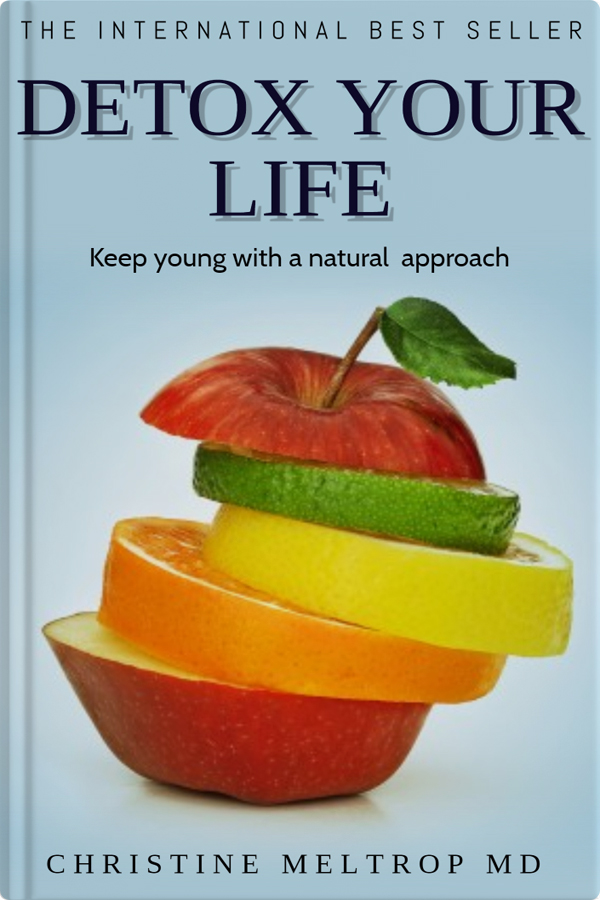 THE INTERNATIONAL BEST SELLER
DETOX YOUR
LIFE
Keep young with a natural approach
CHRISTINE MELTROP MD